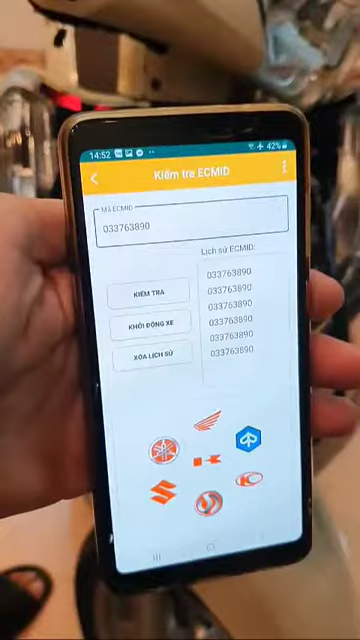 14:52
42%
Kiểm tra ECMID
Mã ECMID
033763890
Lịch sử ECMID:
033763890
033763890
033763890
033763890
033763890
033763890
KIỂM TRA
KHỞI ĐỘNG XE
XÓA LỊCH SỬ